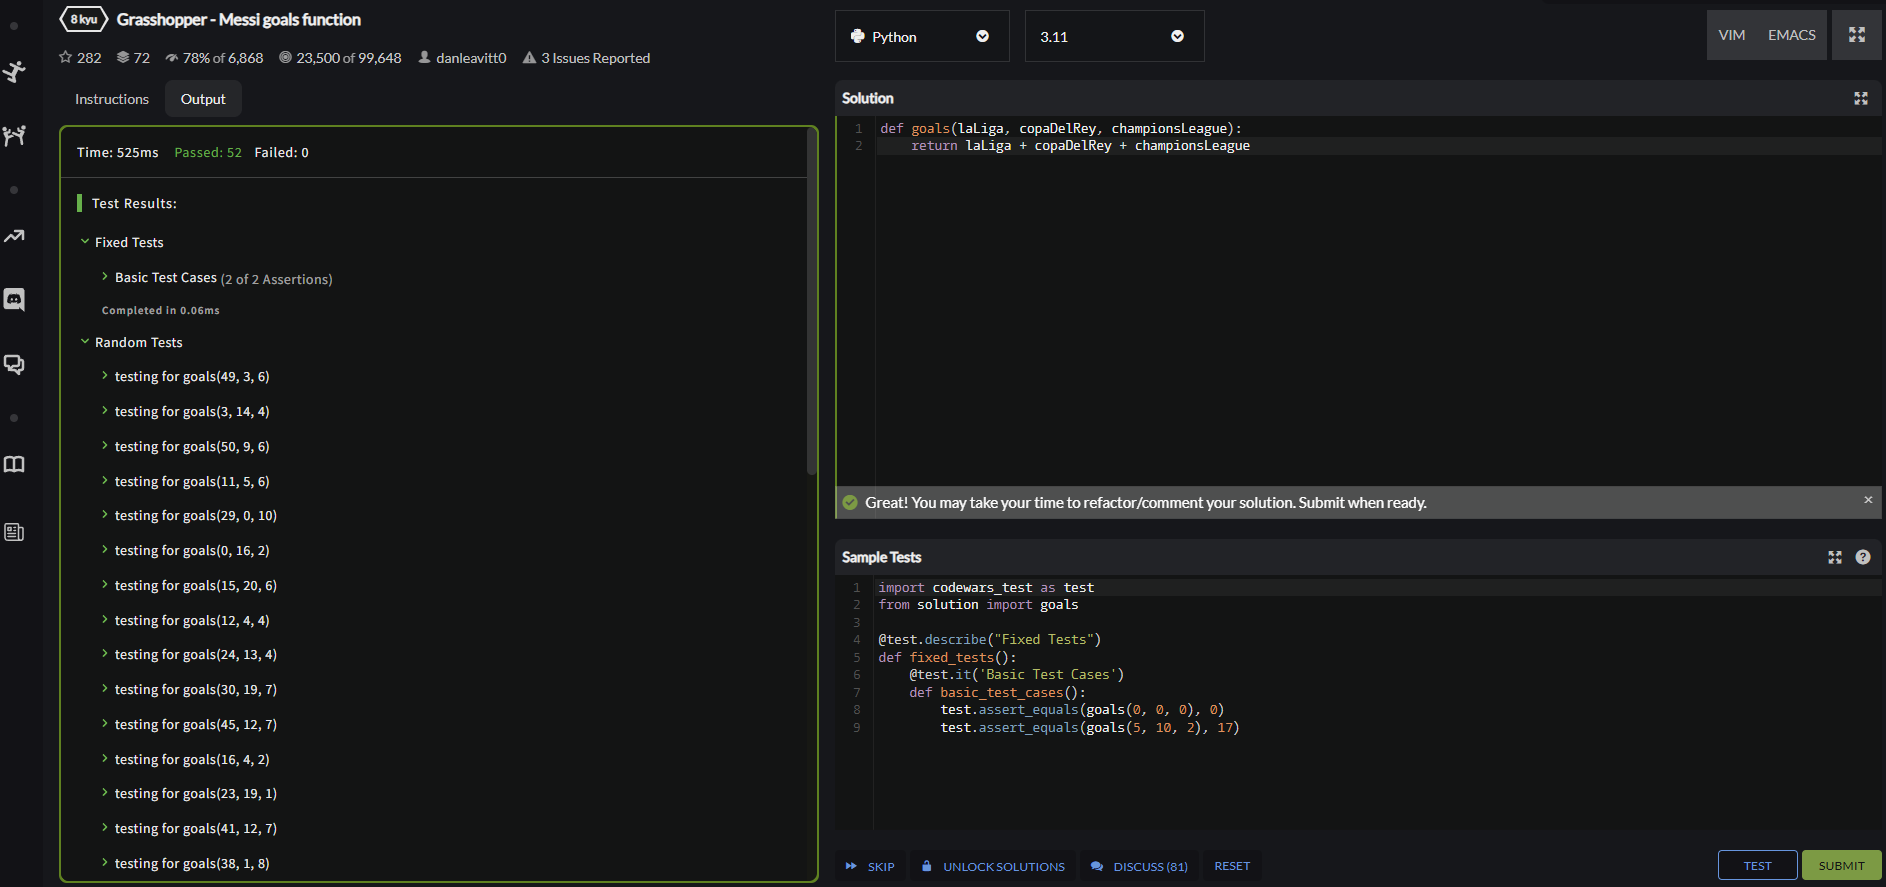 8 kyu Grasshopper - Messi goals function
282 72 78% of 6,868 23,500 of 99,648 danleavitt0 3 Issues Reported
Instructions Output
Time: 525ms Passed: 52 Failed: 0
Test Results:
Fixed Tests
Basic Test Cases (2 of 2 Assertions)
Completed in 0.06ms
Random Tests
testing for goals(49, 3, 6)
testing for goals(3, 14, 4)
testing for goals(50, 9, 6)
testing for goals(11, 5, 6)
testing for goals(29, 0, 10)
testing for goals(0, 16, 2)
testing for goals(15, 20, 6)
testing for goals(12, 4, 4)
testing for goals(24, 13, 4)
testing for goals(30, 19, 7)
testing for goals(45, 12, 7)
testing for goals(16, 4, 2)
testing for goals(23, 19, 1)
testing for goals(41, 12, 7)
testing for goals(38, 1, 8)
Python 3.11 VIM EMACS
Solution
1 def goals(laLiga, copaDelRey, championsLeague):
2     return laLiga + copaDelRey + championsLeague
Great! You may take your time to refactor/comment your solution. Submit when ready. ×
Sample Tests ?
1 import codewars_test as test
2 from solution import goals
3
4 @test.describe("Fixed Tests")
5 def fixed_tests():
6     @test.it('Basic Test Cases')
7     def basic_test_cases():
8         test.assert_equals(goals(0, 0, 0), 0)
9         test.assert_equals(goals(5, 10, 2), 17)
SKIP UNLOCK SOLUTIONS DISCUSS (81) RESET TEST SUBMIT